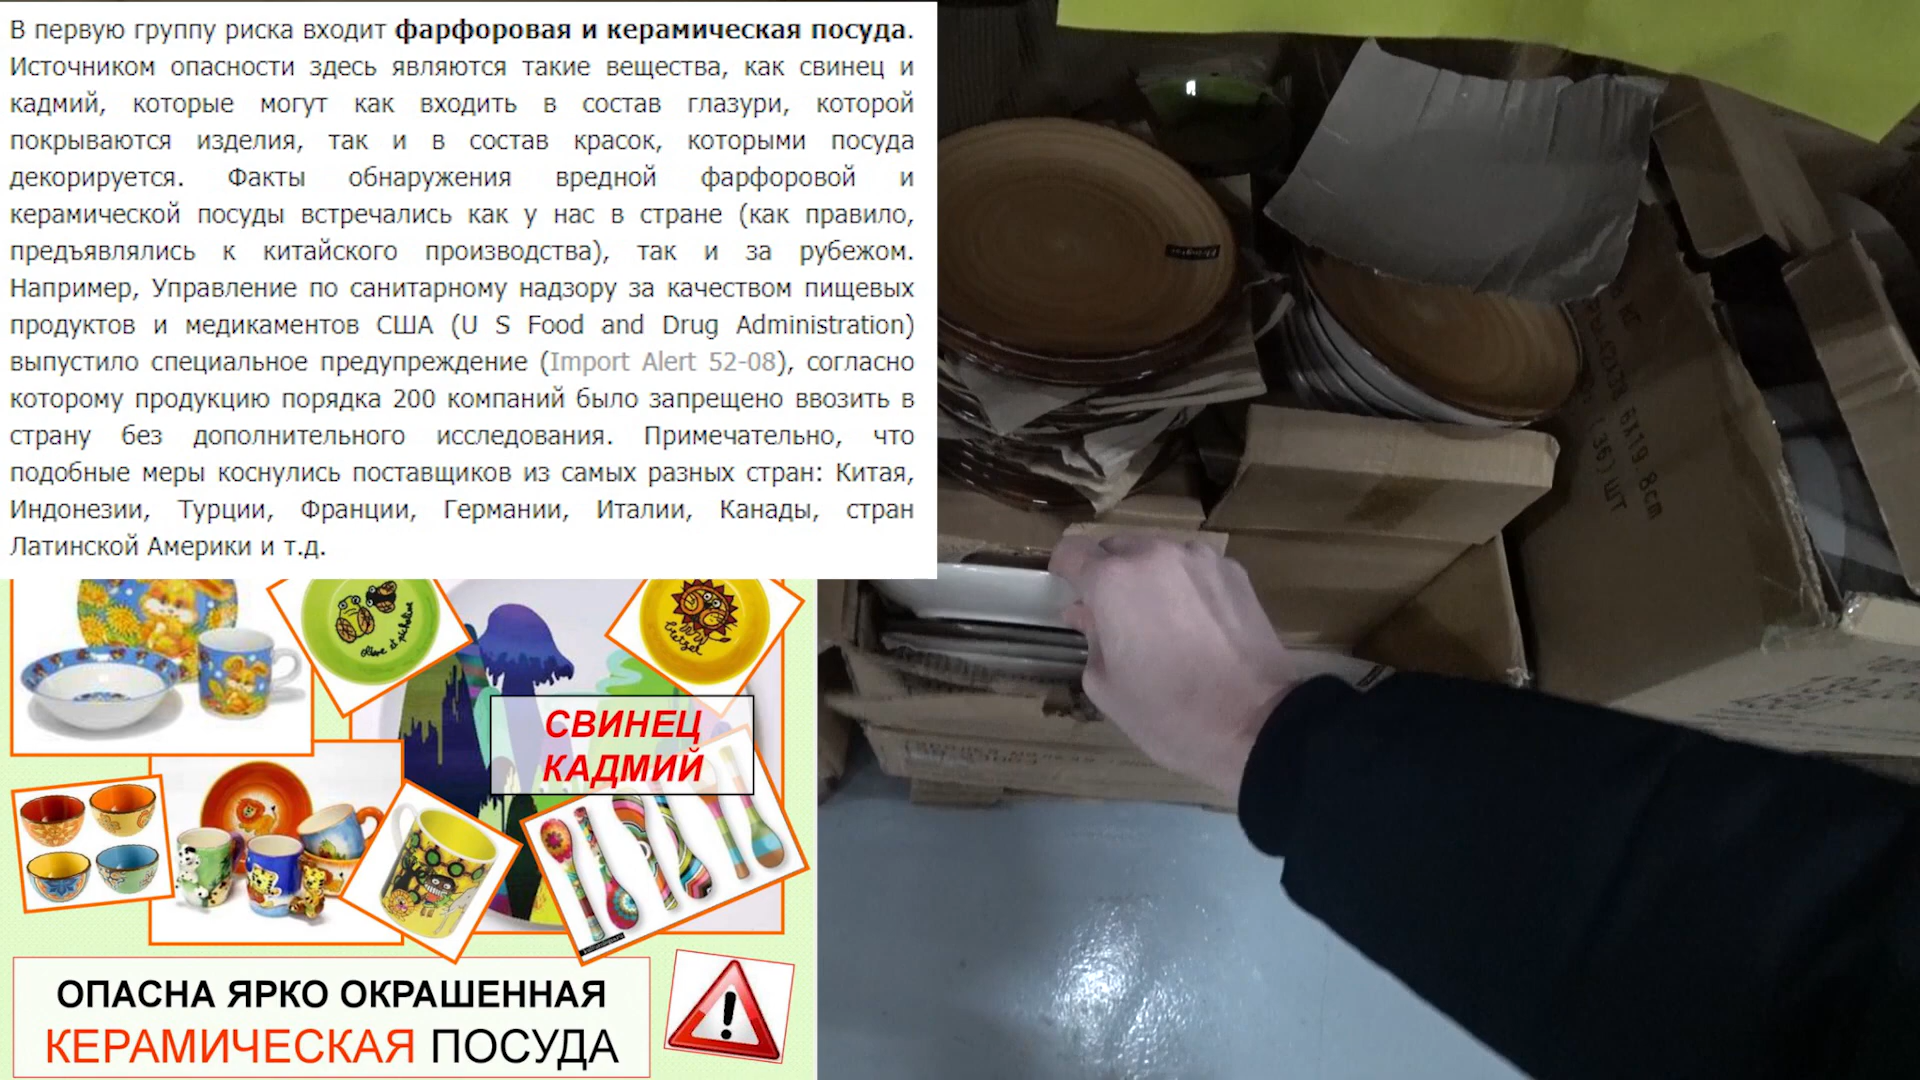 В первую группу риска входит фарфоровая и керамическая посуда.
Источником опасности здесь являются такие вещества, как свинец и
кадмий, которые могут как входить в состав глазури, которой
покрываются изделия, так и в состав красок, которыми посуда
декорируется. Факты обнаружения вредной фарфоровой и
керамической посуды встречались как у нас в стране (как правило,
предъявлялись к китайского производства), так и за рубежом.
Например, Управление по санитарному надзору за качеством пищевых
продуктов и медикаментов США (U S Food and Drug Administration)
выпустило специальное предупреждение (Import Alert 52-08), согласно
которому продукцию порядка 200 компаний было запрещено ввозить в
страну без дополнительного исследования. Примечательно, что
подобные меры коснулись поставщиков из самых разных стран: Китая,
Индонезии, Турции, Франции, Германии, Италии, Канады, стран
Латинской Америки и т.д.
СВИНЕЦ
КАДМИЙ
ОПАСНА ЯРКО ОКРАШЕННАЯ
КЕРАМИЧЕСКАЯ ПОСУДА
6X19.8cm
(36) ШТ